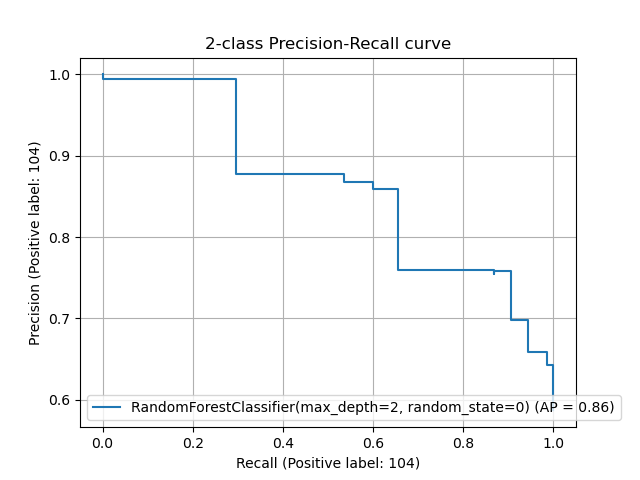 2-class Precision-Recall curve
1.0
0.9
0.8
0.7
0.6
Precision (Positive label: 104)
RandomForestClassifier(max_depth=2, random_state=0) (AP = 0.86)
0.0 0.2 0.4 0.6 0.8 1.0
Recall (Positive label: 104)